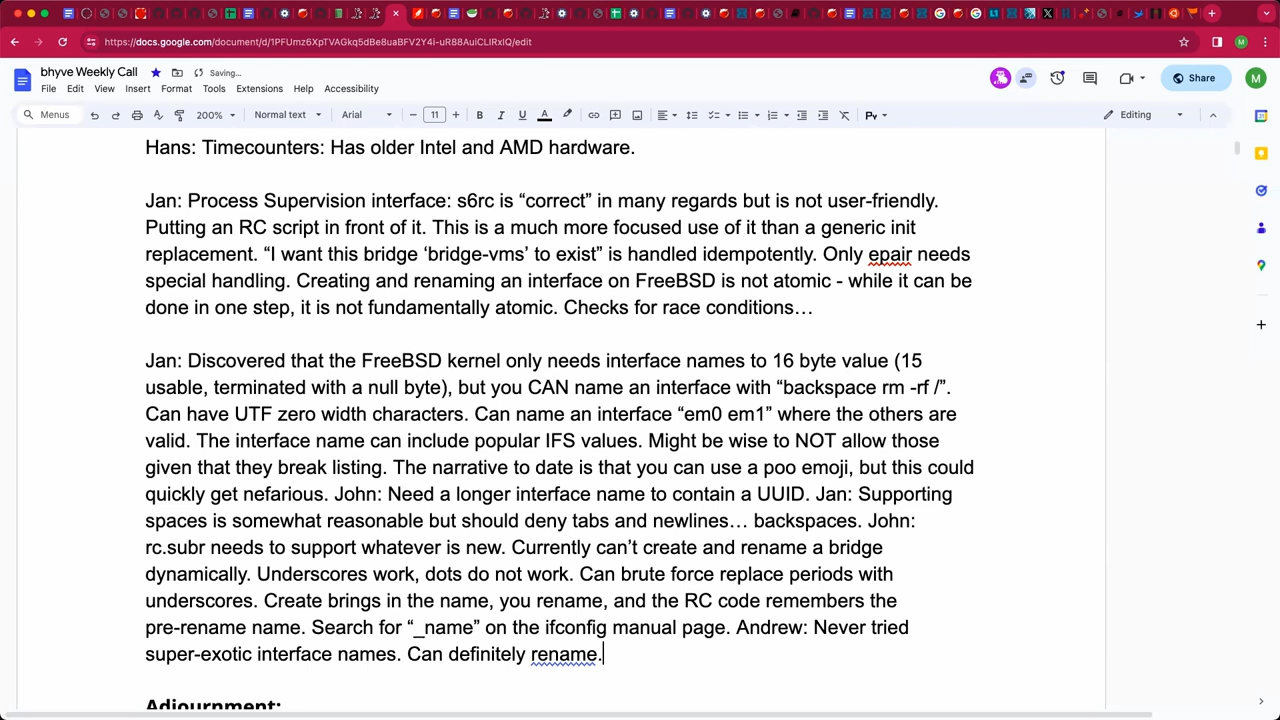 https://docs.google.com/document/d/1PFUmz6XpTVAGkq5dBe8uaBFV2Y4i-uR88AuiCLIRxIQ/edit
M
bhyve Weekly Call
Saving...
File Edit View Insert Format Tools Extensions Help Accessibility
Share
M
Menus
200%
Normal text
Arial
11
B I U A
Editing
Hans: Timecounters: Has older Intel and AMD hardware.
Jan: Process Supervision interface: s6rc is “correct” in many regards but is not user-friendly.
Putting an RC script in front of it. This is a much more focused use of it than a generic init
replacement. “I want this bridge ‘bridge-vms’ to exist” is handled idempotently. Only epair needs
special handling. Creating and renaming an interface on FreeBSD is not atomic - while it can be
done in one step, it is not fundamentally atomic. Checks for race conditions…
Jan: Discovered that the FreeBSD kernel only needs interface names to 16 byte value (15
usable, terminated with a null byte), but you CAN name an interface with “backspace rm -rf /”.
Can have UTF zero width characters. Can name an interface “em0 em1” where the others are
valid. The interface name can include popular IFS values. Might be wise to NOT allow those
given that they break listing. The narrative to date is that you can use a poo emoji, but this could
quickly get nefarious. John: Need a longer interface name to contain a UUID. Jan: Supporting
spaces is somewhat reasonable but should deny tabs and newlines… backspaces. John:
rc.subr needs to support whatever is new. Currently can’t create and rename a bridge
dynamically. Underscores work, dots do not work. Can brute force replace periods with
underscores. Create brings in the name, you rename, and the RC code remembers the
pre-rename name. Search for “_name” on the ifconfig manual page. Andrew: Never tried
super-exotic interface names. Can definitely rename.
Adjournment: